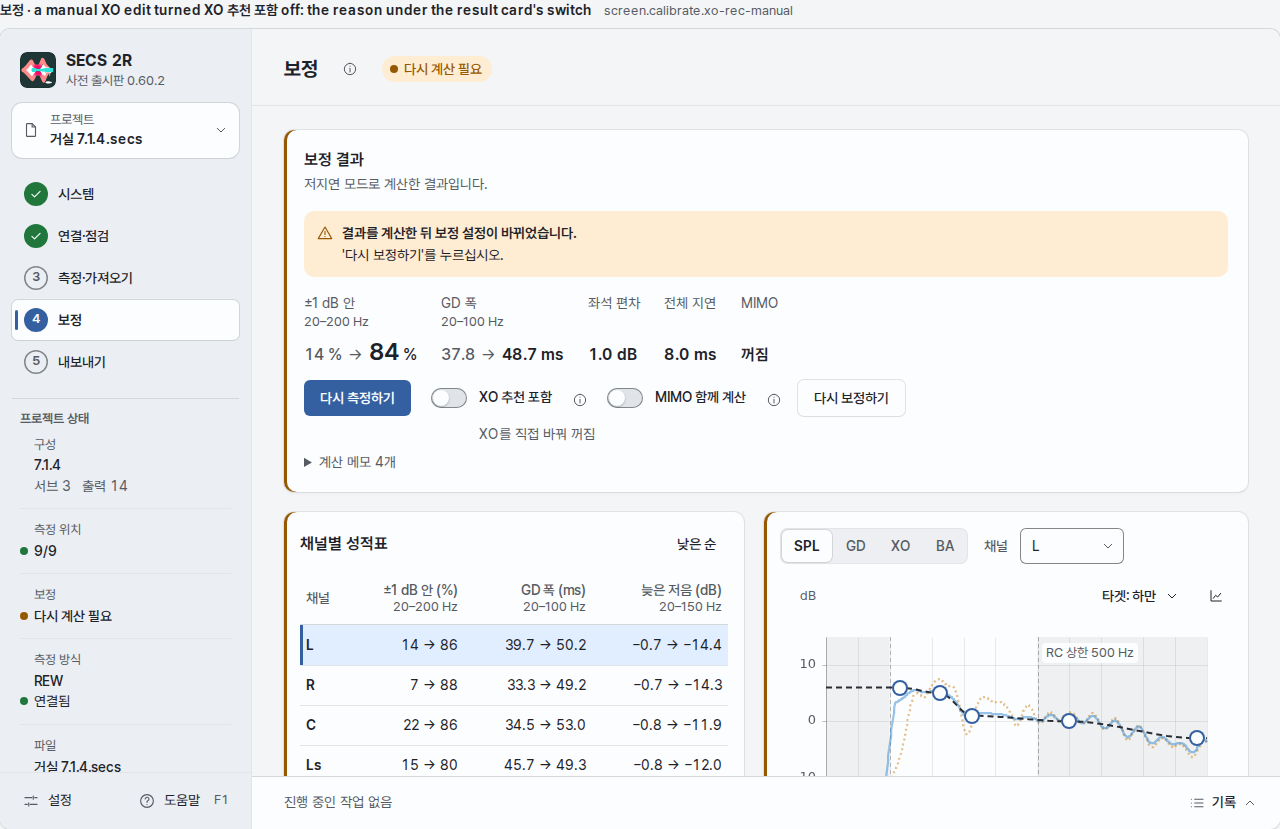 보정 · a manual XO edit turned XO 추천 포함 off: the reason under the result card's switch screen.calibrate.xo-rec-manual
SECS 2R
사전 출시판 0.60.2
프로젝트
거실 7.1.4.secs
시스템
연결·점검
3 측정·가져오기
4 보정
5 내보내기
프로젝트 상태
구성
7.1.4
서브 3 출력 14
측정 위치
9/9
보정
다시 계산 필요
측정 방식
REW
연결됨
파일
거실 7.1.4.secs
설정 도움말 F1
보정 다시 계산 필요
보정 결과
저지연 모드로 계산한 결과입니다.
결과를 계산한 뒤 보정 설정이 바뀌었습니다.
'다시 보정하기'를 누르십시오.
±1 dB 안 GD 폭 좌석 편차 전체 지연 MIMO
20–200 Hz 20–100 Hz
14 % → 84 % 37.8 → 48.7 ms 1.0 dB 8.0 ms 꺼짐
다시 측정하기 XO 추천 포함 MIMO 함께 계산 다시 보정하기
XO를 직접 바꿔 꺼짐
▶ 계산 메모 4개
채널별 성적표 낮은 순
채널 ±1 dB 안 (%) GD 폭 (ms) 늦은 저음 (dB)
20–200 Hz 20–100 Hz 20–150 Hz
L 14 → 86 39.7 → 50.2 −0.7 → −14.4
R 7 → 88 33.3 → 49.2 −0.7 → −14.3
C 22 → 86 34.5 → 53.0 −0.8 → −11.9
Ls 15 → 80 45.7 → 49.3 −0.8 → −12.0
SPL GD XO BA 채널 L
dB 타겟: 하만
RC 상한 500 Hz
10
0
진행 중인 작업 없음 기록